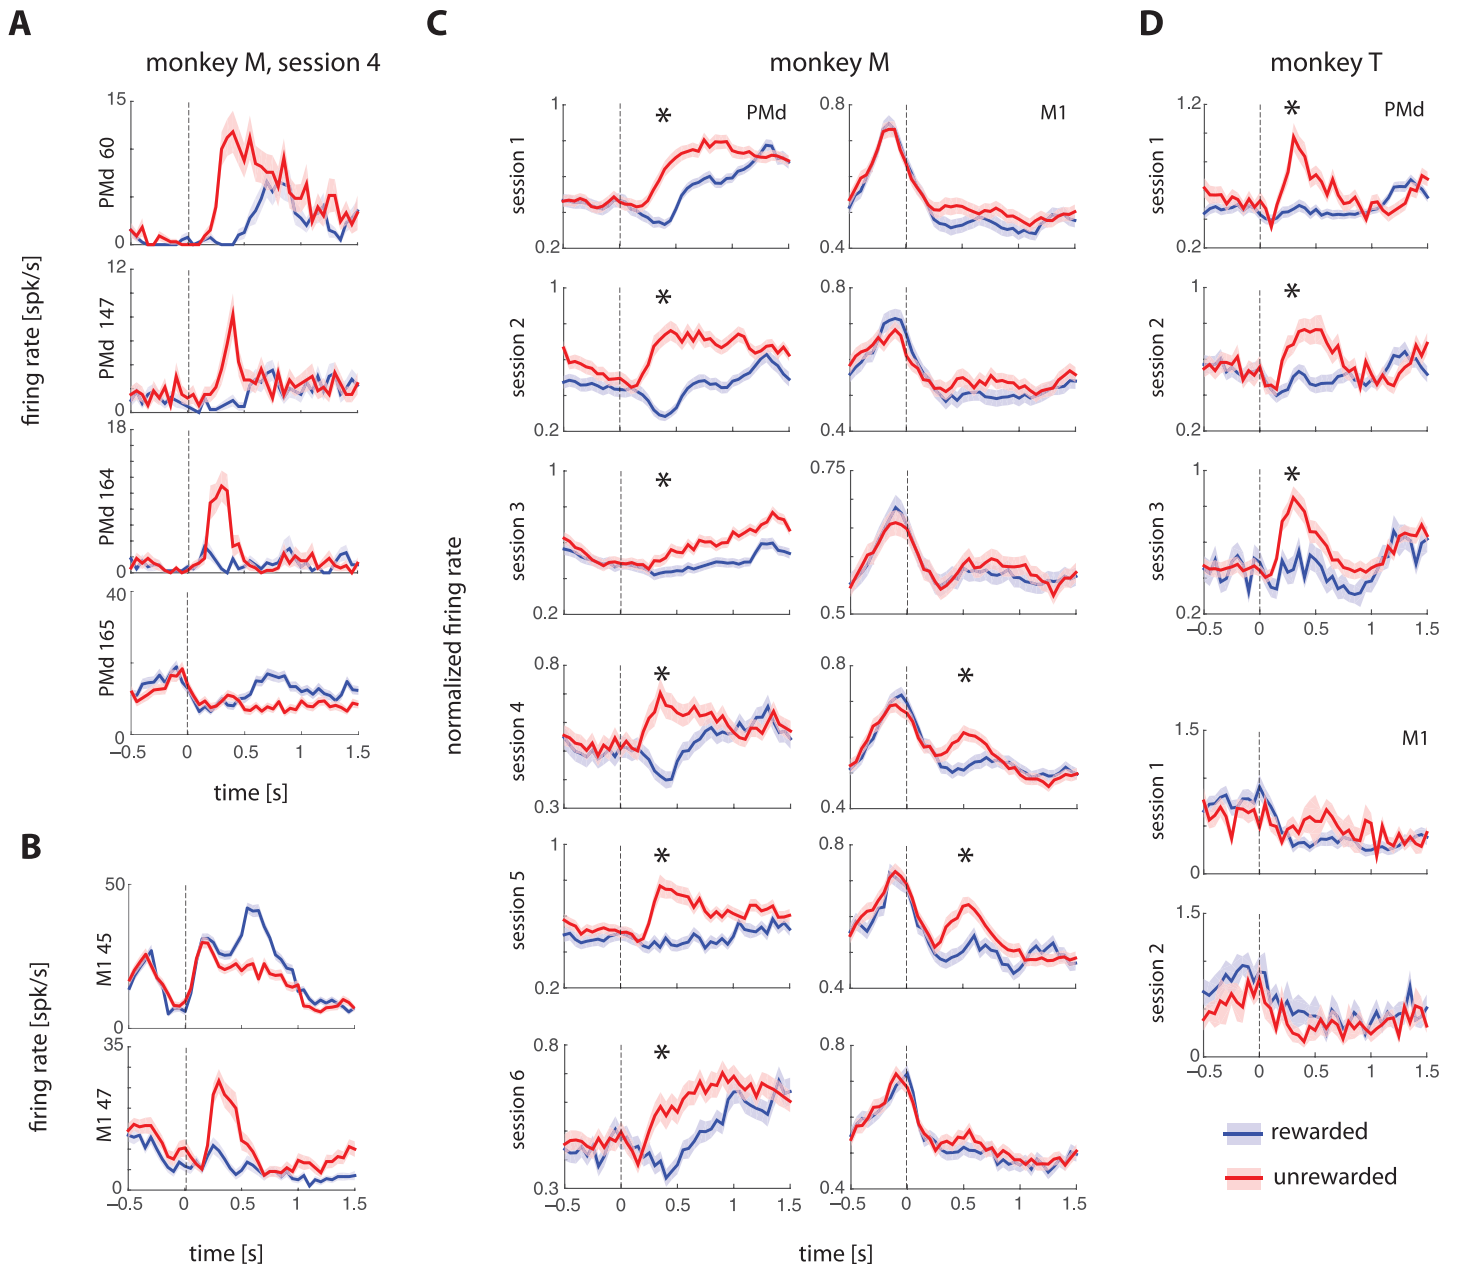 A
monkey M, session 4
firing rate [spk/s]
PMd 60
15
0
PMd 147
12
0
PMd 164
18
0
PMd 165
40
0
−0.5 0 0.5 1 1.5
time [s]
B
firing rate [spk/s]
M1 45
50
0
M1 47
35
0
−0.5 0 0.5 1 1.5
time [s]
C
monkey M
normalized firing rate
session 1
1
0.2
*
PMd
0.8
0.4
M1
session 2
1
0.2
*
0.8
0.4
session 3
1
0.2
*
0.75
0.5
session 4
0.8
0.3
*
0.8
0.4
*
session 5
1
0.2
*
0.8
0.4
*
session 6
0.8
0.3
*
0.8
0.4
−0.5 0 0.5 1 1.5
−0.5 0 0.5 1 1.5
time [s]
D
monkey T
session 1
1.2
0.2
*
PMd
session 2
1
0.2
*
session 3
1
0.2
*
−0.5 0 0.5 1 1.5
session 1
1.5
0
M1
session 2
1.5
0
−0.5 0 0.5 1 1.5
rewarded
unrewarded